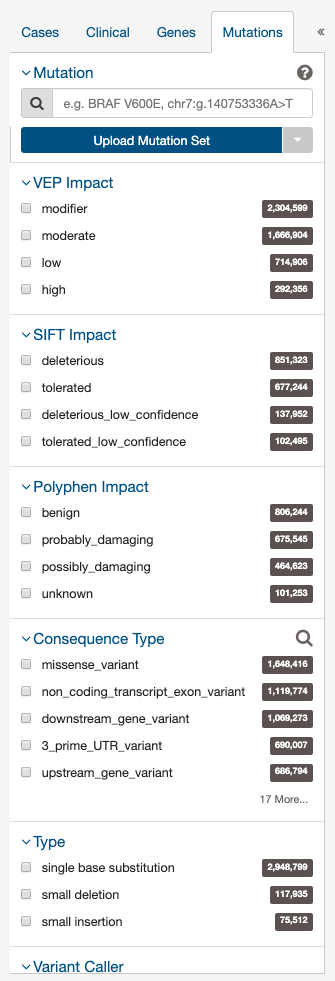 Cases Clinical Genes Mutations «
Mutation ?
e.g. BRAF V600E, chr7:g.140753336A>T
Upload Mutation Set
VEP Impact
modifier 2,304,599
moderate 1,666,904
low 714,906
high 292,356
SIFT Impact
deleterious 851,323
tolerated 677,244
deleterious_low_confidence 137,952
tolerated_low_confidence 102,495
Polyphen Impact
benign 806,244
probably_damaging 675,545
possibly_damaging 464,623
unknown 101,253
Consequence Type
missense_variant 1,648,416
non_coding_transcript_exon_variant 1,119,774
downstream_gene_variant 1,069,273
3_prime_UTR_variant 690,007
upstream_gene_variant 686,794
17 More...
Type
single base substitution 2,948,799
small deletion 117,935
small insertion 75,512
Variant Caller